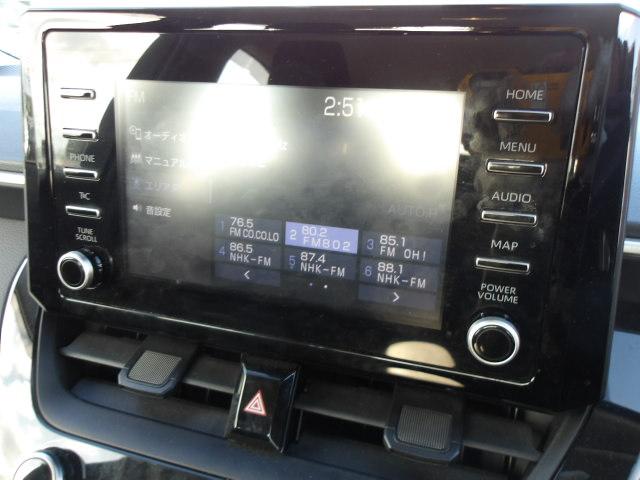 FM
2:51
HOME
MENU
AUDIO
MAP
POWER
VOLUME
PHONE
TUNE
SCROLL
オーディオ
マニュアル
エリア
音設定
AUTO.P
1 76.5
FM CO.CO.LO
2 80.2
FM802
3 85.1
FM OH!
4 86.5
NHK-FM
5 87.4
NHK-FM
6 88.1
NHK-FM
<
>